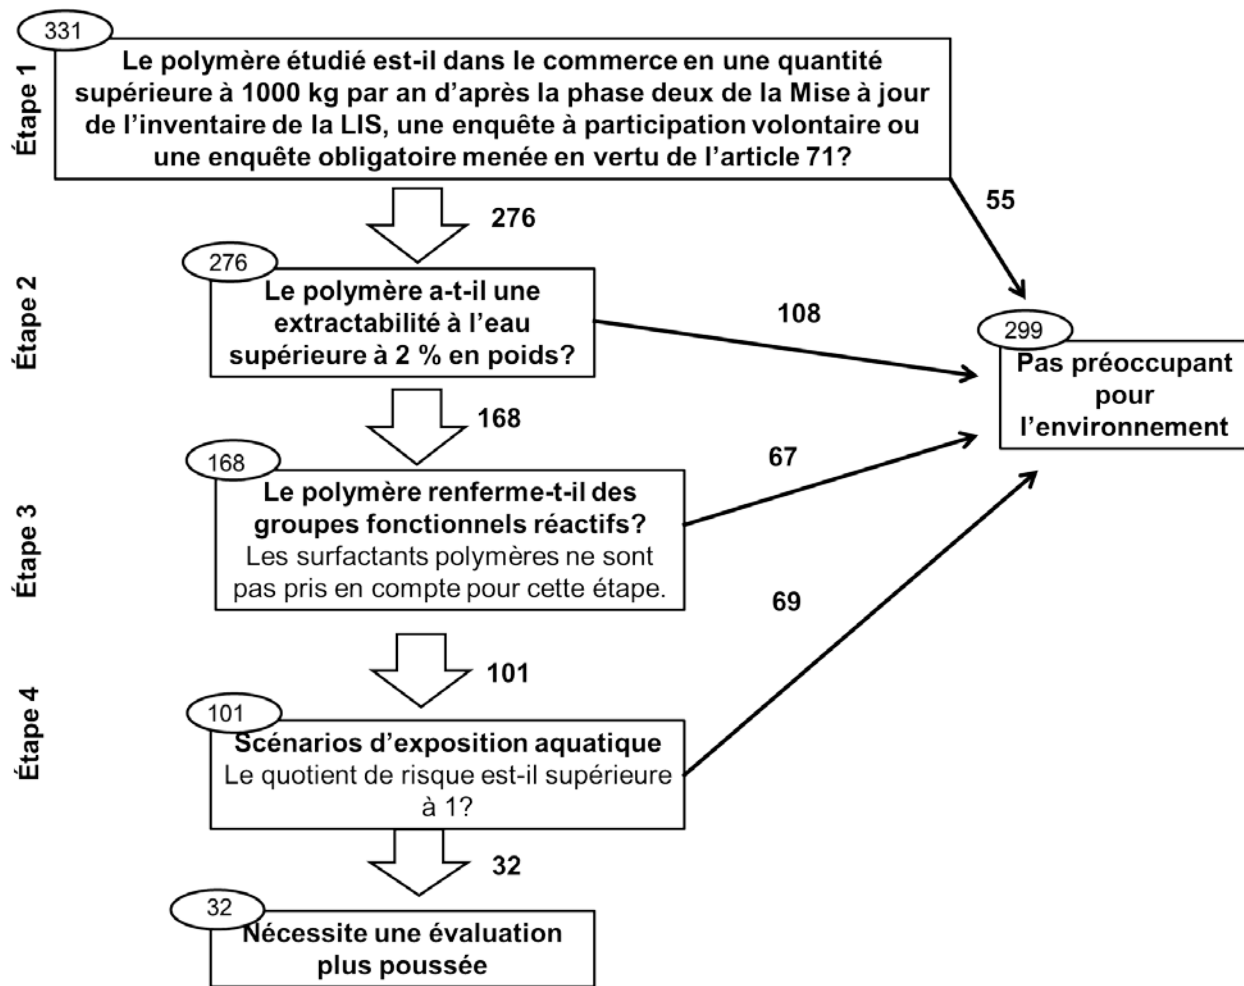 331
Étape 1
Le polymère étudié est-il dans le commerce en une quantité
supérieure à 1000 kg par an d'après la phase deux de la Mise à jour
de l'inventaire de la LIS, une enquête à participation volontaire ou
une enquête obligatoire menée en vertu de l'article 71?
55
276
Étape 2
276
Le polymère a-t-il une
extractabilité à l'eau
supérieure à 2 % en poids?
108
299
Pas préoccupant
pour
l'environnement
168
Étape 3
168
Le polymère renferme-t-il des
groupes fonctionnels réactifs?
Les surfactants polymères ne sont
pas pris en compte pour cette étape.
67
69
101
Étape 4
101
Scénarios d'exposition aquatique
Le quotient de risque est-il supérieure
à 1?
32
32
Nécessite une évaluation
plus poussée